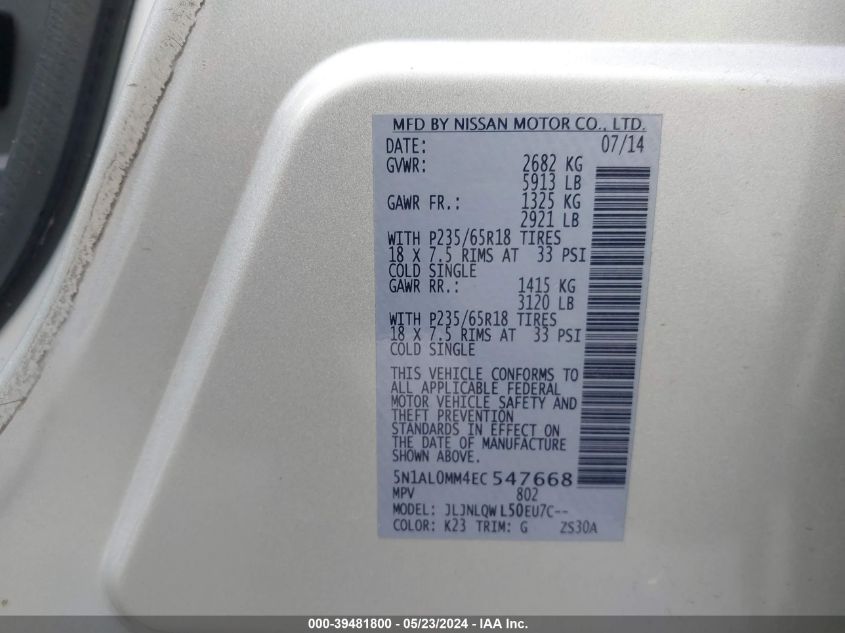 MFD BY NISSAN MOTOR CO., LTD.
DATE: 07/14
GVWR: 2682 KG
5913 LB
GAWR FR.: 1325 KG
2921 LB
WITH P235/65R18 TIRES
18 X 7.5 RIMS AT 33 PSI
COLD SINGLE
GAWR RR.: 1415 KG
3120 LB
WITH P235/65R18 TIRES
18 X 7.5 RIMS AT 33 PSI
COLD SINGLE
THIS VEHICLE CONFORMS TO
ALL APPLICABLE FEDERAL
MOTOR VEHICLE SAFETY AND
THEFT PREVENTION
STANDARDS IN EFFECT ON
THE DATE OF MANUFACTURE
SHOWN ABOVE.
5N1AL0MM4EC547668
MPV 802
MODEL: JLJNLQWL50EU7C--
COLOR: K23 TRIM: G ZS30A
000-39481800 - 05/23/2024 - IAA Inc.